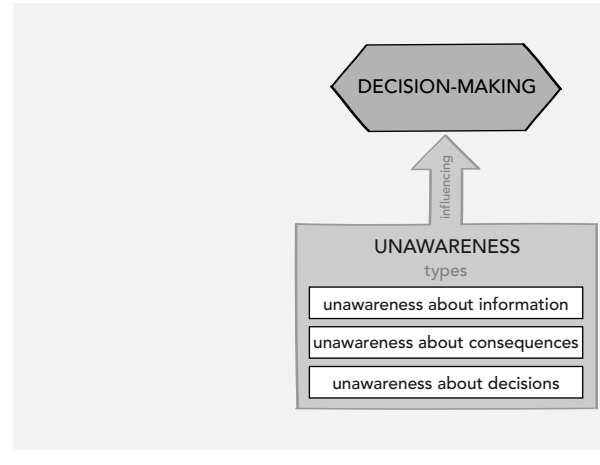 DECISION-MAKING
influencing
UNAWARENESS
types
unawareness about information
unawareness about consequences
unawareness about decisions